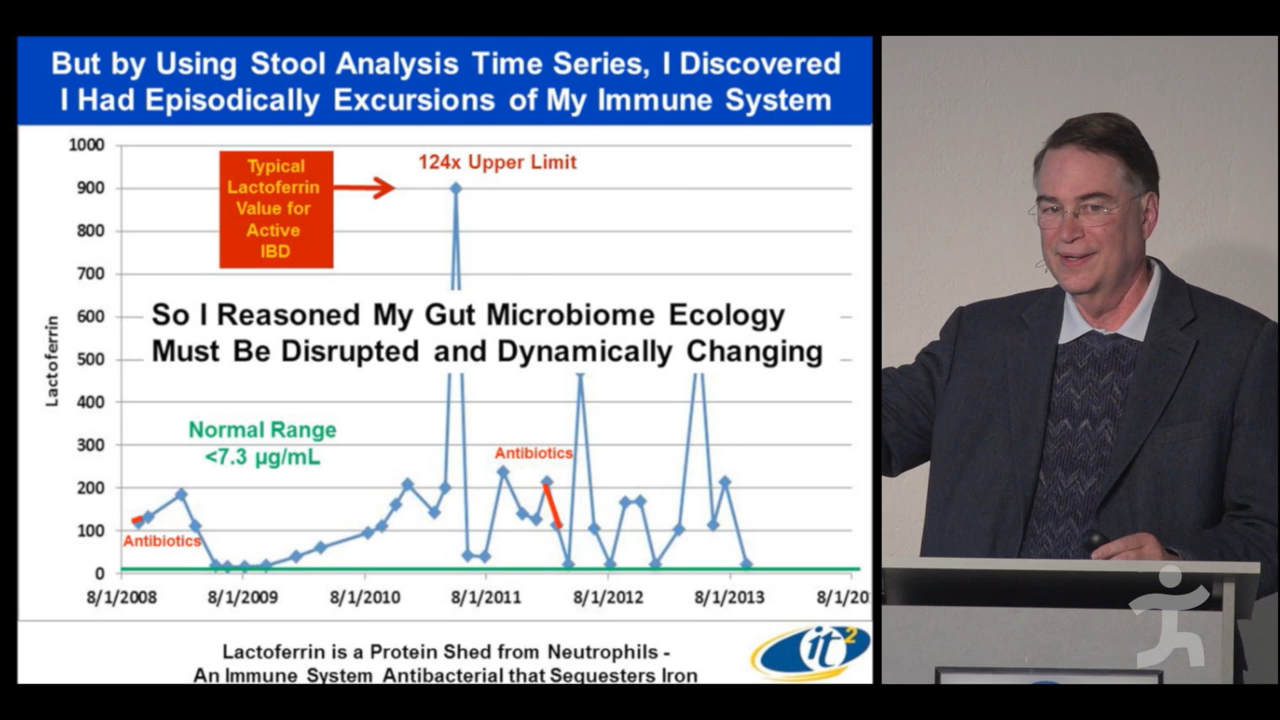 But by Using Stool Analysis Time Series, I Discovered
I Had Episodically Excursions of My Immune System
1000
900
800
700
600
500
400
300
200
100
0
Lactoferrin
Typical
Lactoferrin
Value for
Active
IBD
124x Upper Limit
So I Reasoned My Gut Microbiome Ecology
Must Be Disrupted and Dynamically Changing
Normal Range
<7.3 µg/mL
Antibiotics
Antibiotics
8/1/2008 8/1/2009 8/1/2010 8/1/2011 8/1/2012 8/1/2013 8/1/20
Lactoferrin is a Protein Shed from Neutrophils -
An Immune System Antibacterial that Sequesters Iron
it2